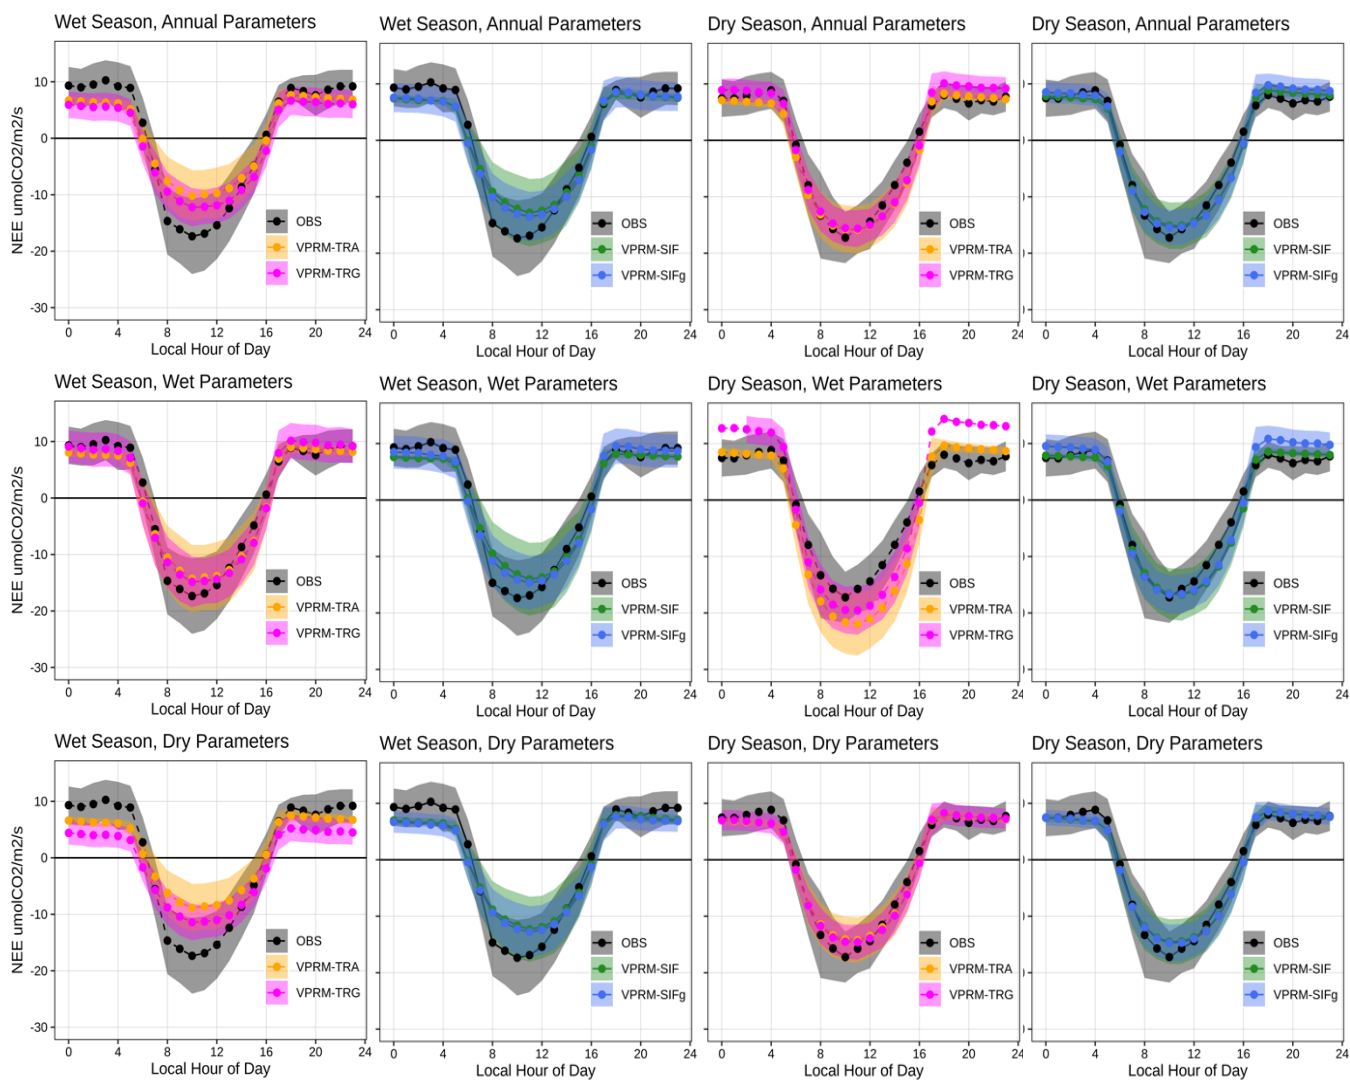 Wet Season, Annual Parameters
Wet Season, Annual Parameters
Dry Season, Annual Parameters
Dry Season, Annual Parameters
NEE umolCO2/m2/s
10
0
-10
-20
-30
OBS
VPRM-TRA
VPRM-TRG
OBS
VPRM-SIF
VPRM-SIFg
OBS
VPRM-TRA
VPRM-TRG
OBS
VPRM-SIF
VPRM-SIFg
0 4 8 12 16 20 24
0 4 8 12 16 20 24
0 4 8 12 16 20 24
0 4 8 12 16 20 24
Local Hour of Day
Local Hour of Day
Local Hour of Day
Local Hour of Day
Wet Season, Wet Parameters
Wet Season, Wet Parameters
Dry Season, Wet Parameters
Dry Season, Wet Parameters
NEE umolCO2/m2/s
10
0
-10
-20
-30
OBS
VPRM-TRA
VPRM-TRG
OBS
VPRM-SIF
VPRM-SIFg
OBS
VPRM-TRA
VPRM-TRG
OBS
VPRM-SIF
VPRM-SIFg
0 4 8 12 16 20 24
0 4 8 12 16 20 24
0 4 8 12 16 20 24
0 4 8 12 16 20 24
Local Hour of Day
Local Hour of Day
Local Hour of Day
Local Hour of Day
Wet Season, Dry Parameters
Wet Season, Dry Parameters
Dry Season, Dry Parameters
Dry Season, Dry Parameters
NEE umolCO2/m2/s
10
0
-10
-20
-30
OBS
VPRM-TRA
VPRM-TRG
OBS
VPRM-SIF
VPRM-SIFg
OBS
VPRM-TRA
VPRM-TRG
OBS
VPRM-SIF
VPRM-SIFg
0 4 8 12 16 20 24
0 4 8 12 16 20 24
0 4 8 12 16 20 24
0 4 8 12 16 20 24
Local Hour of Day
Local Hour of Day
Local Hour of Day
Local Hour of Day